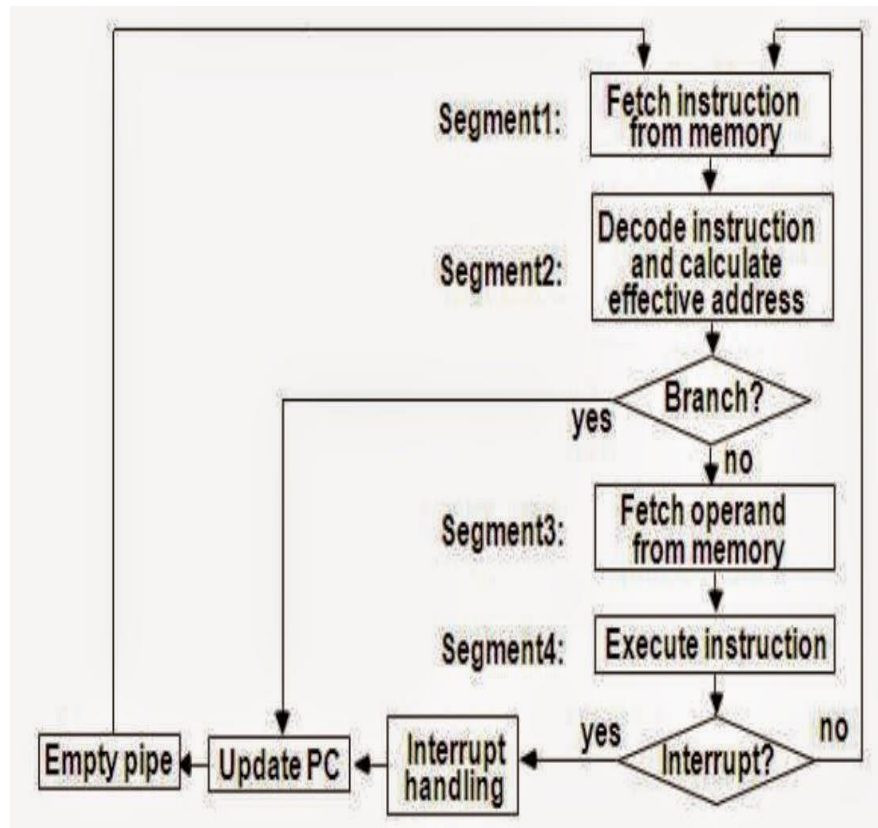 Segment1:
Fetch instruction
from memory
Segment2:
Decode instruction
and calculate
effective address
Branch?
yes
no
Segment3:
Fetch operand
from memory
Segment4:
Execute instruction
Interrupt?
yes
no
Interrupt
handling
Update PC
Empty pipe